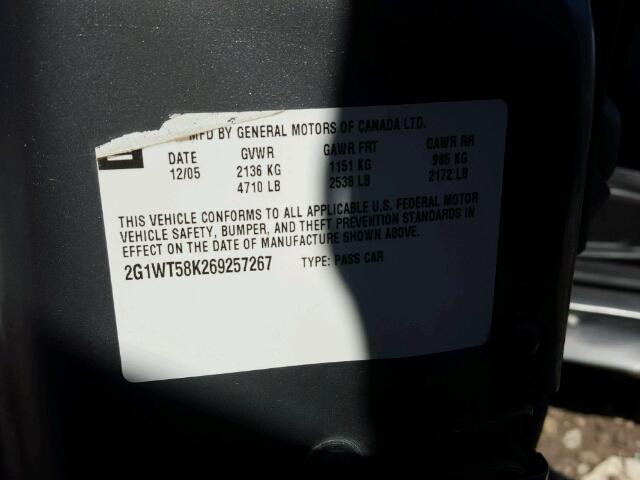 MFD BY GENERAL MOTORS OF CANADA LTD.
DATE GVWR GAWR FRT GAWR RR
12/05 2136 KG 1151 KG 985 KG
4710 LB 2538 LB 2172 LB
THIS VEHICLE CONFORMS TO ALL APPLICABLE U.S. FEDERAL MOTOR
VEHICLE SAFETY, BUMPER, AND THEFT PREVENTION STANDARDS IN
EFFECT ON THE DATE OF MANUFACTURE SHOWN ABOVE.
2G1WT58K269257267 TYPE: PASS CAR